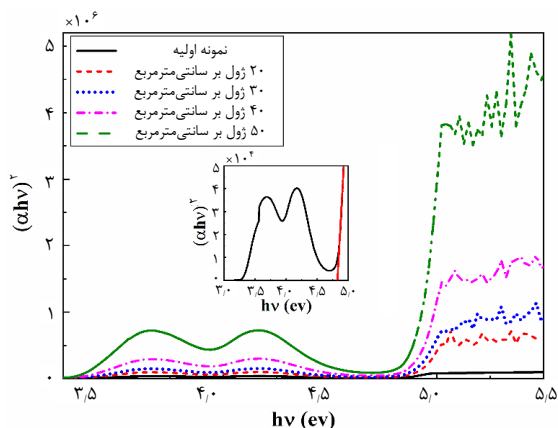 ×۱۰⁶
۵
۴
۳
۲
۱
۰
(αhν)²
نمونه اولیه
۲۰ ژول بر سانتی‌مترمربع
۳۰ ژول بر سانتی‌مترمربع
۴۰ ژول بر سانتی‌مترمربع
۵۰ ژول بر سانتی‌مترمربع
×۱۰⁴
۵
۴
۳
۲
۱
۰
(αhν)²
۳٫۰ ۳٫۵ ۴٫۰ ۴٫۵ ۵٫۰
hν (ev)
۳٫۵ ۴٫۰ ۴٫۵ ۵٫۰ ۵٫۵
hν (ev)